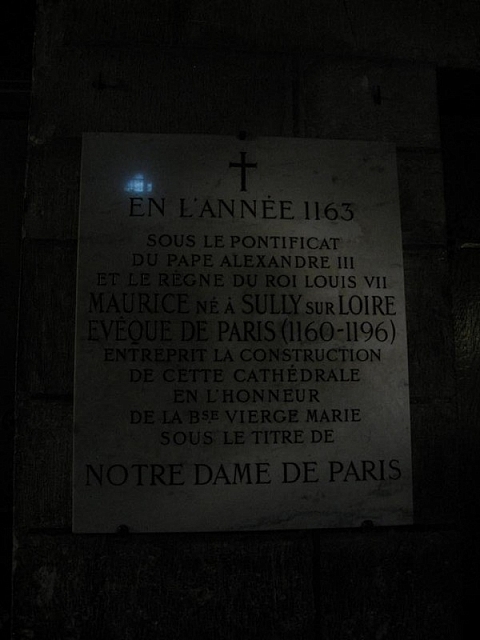 EN L'ANNÉE 1163
SOUS LE PONTIFICAT
DU PAPE ALEXANDRE III
ET LE RÈGNE DU ROI LOUIS VII
MAURICE NÉ À SULLY SUR LOIRE
EVÊQUE DE PARIS (1160-1196)
ENTREPRIT LA CONSTRUCTION
DE CETTE CATHÉDRALE
EN L'HONNEUR
DE LA BSE VIERGE MARIE
SOUS LE TITRE DE
NOTRE DAME DE PARIS